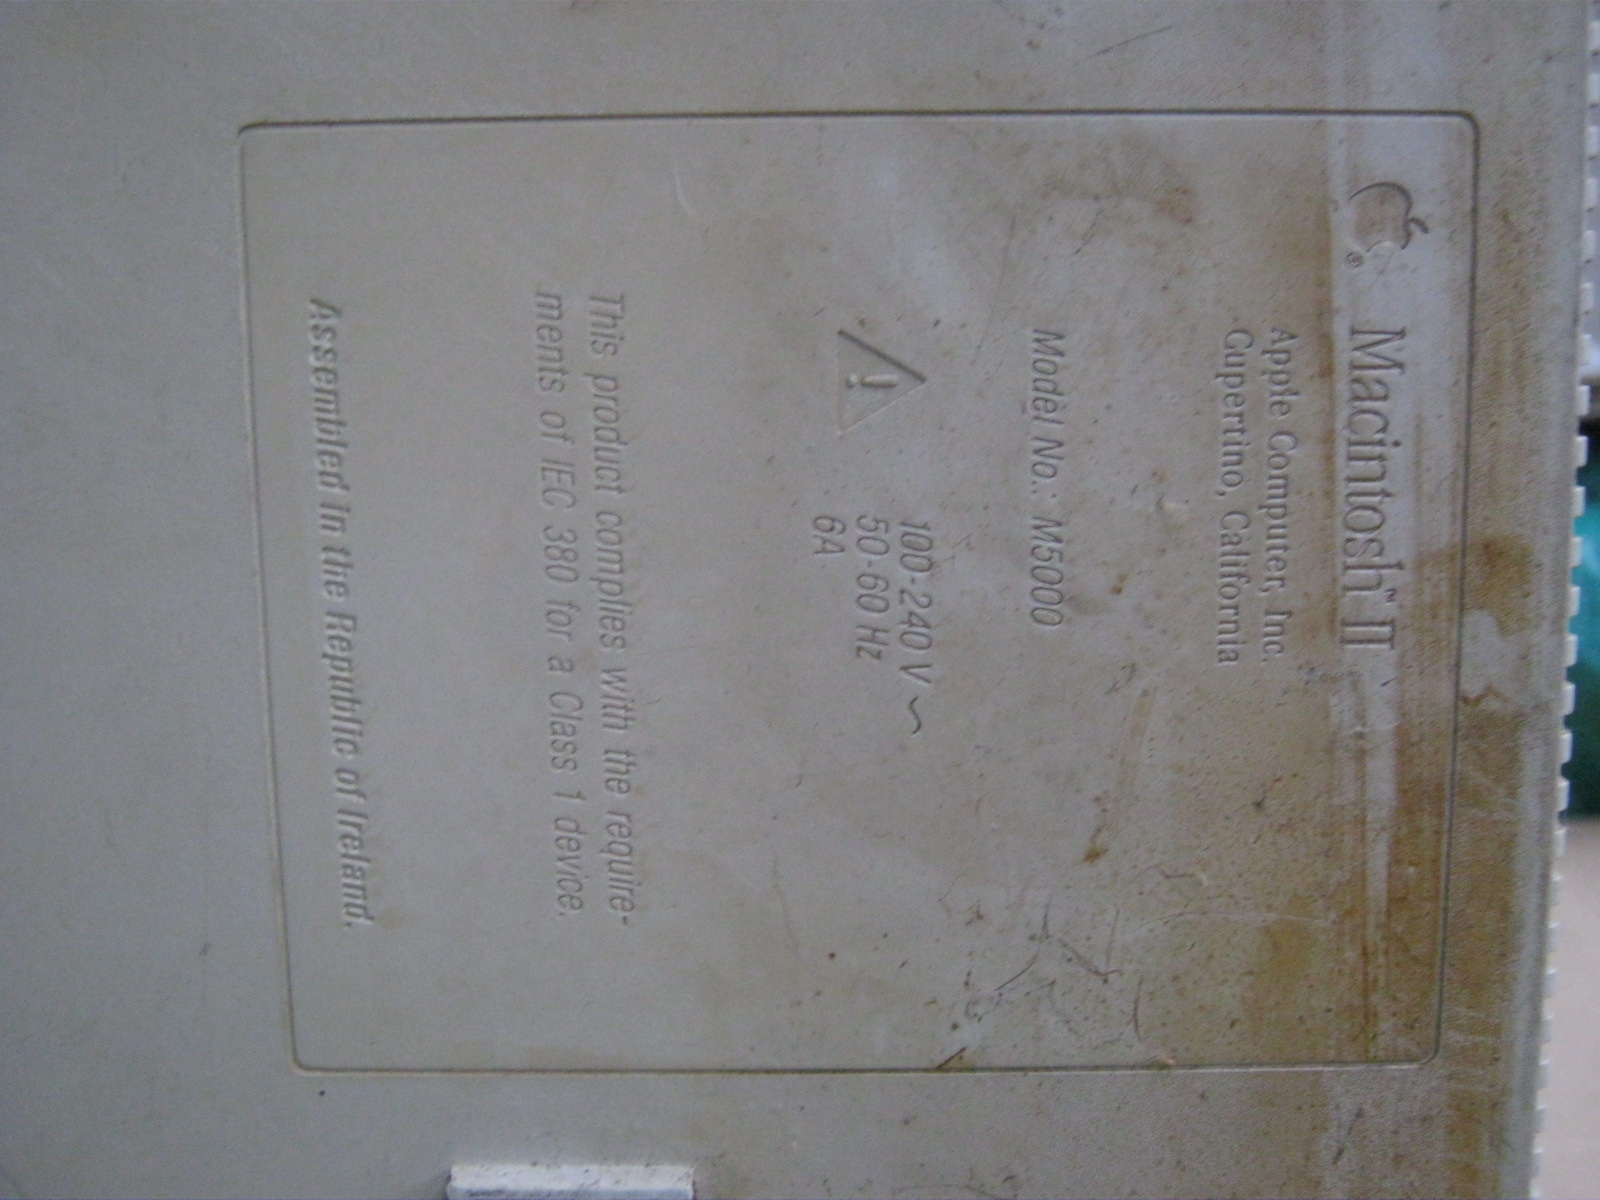 Macintosh™ II
Apple Computer, Inc.
Cupertino, California
Model No.: M5000
100-240 V ~
50-60 Hz
6A
This product complies with the require-
ments of IEC 380 for a Class 1 device.
Assembled in the Republic of Ireland.